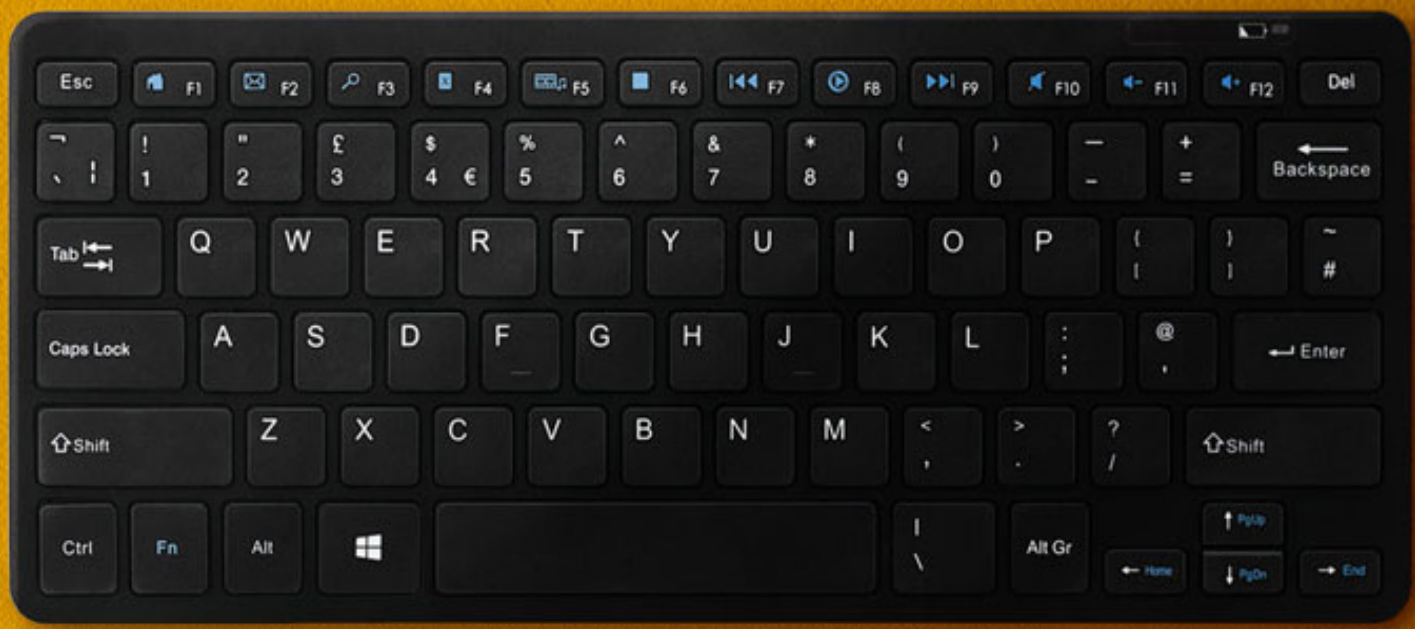 Esc F1 F2 F3 F4 F5 F6 F7 F8 F9 F10 F11 F12 Del
¬ ! " £ $ % ^ & * ( ) — +
` ¦ 1 2 3 4 € 5 6 7 8 9 0 - = Backspace
Tab Q W E R T Y U I O P { } ~
[ ] #
Caps Lock A S D F G H J K L : @ Enter
; '
Shift Z X C V B N M < > ? Shift
, . /
Ctrl Fn Alt | Alt Gr PgUp
\ Home PgDn End